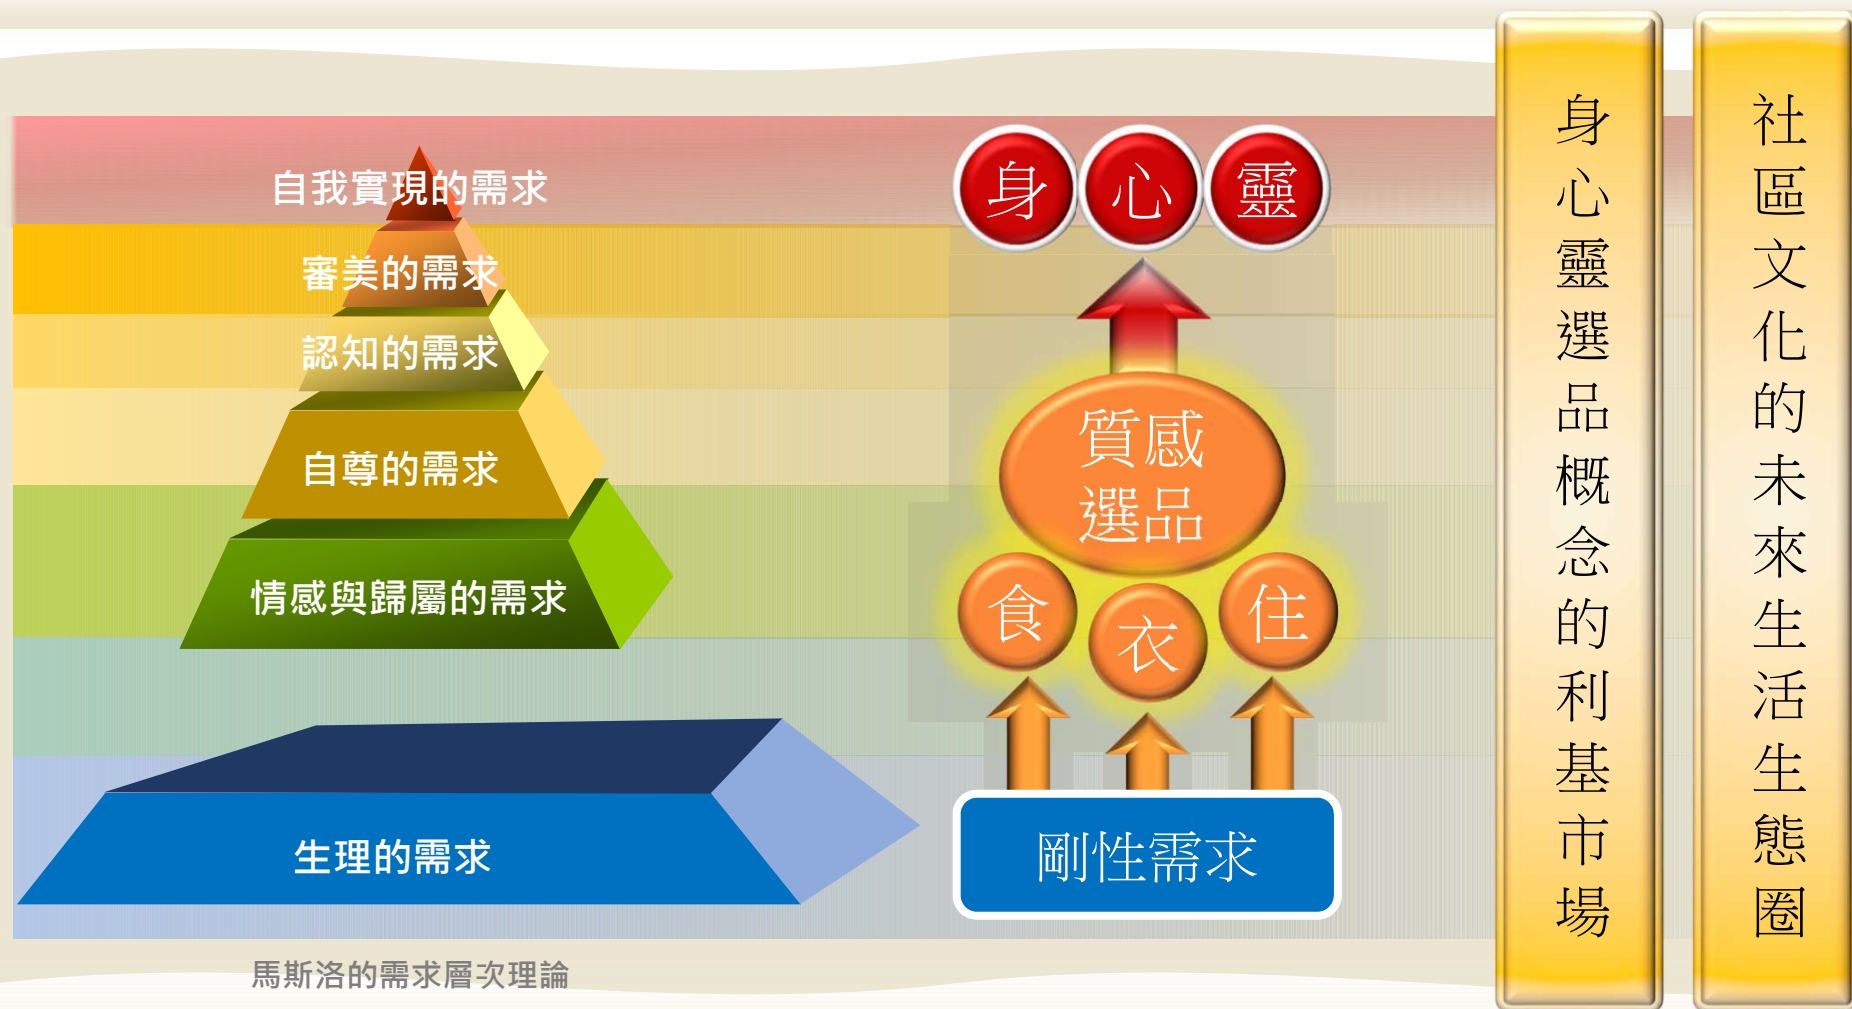 自我實現的需求
審美的需求
認知的需求
自尊的需求
情感與歸屬的需求
生理的需求
馬斯洛的需求層次理論
身
心
靈
質感
選品
食
衣
住
剛性需求
身心靈選品概念的利基市場
社區文化的未來生活生態圈